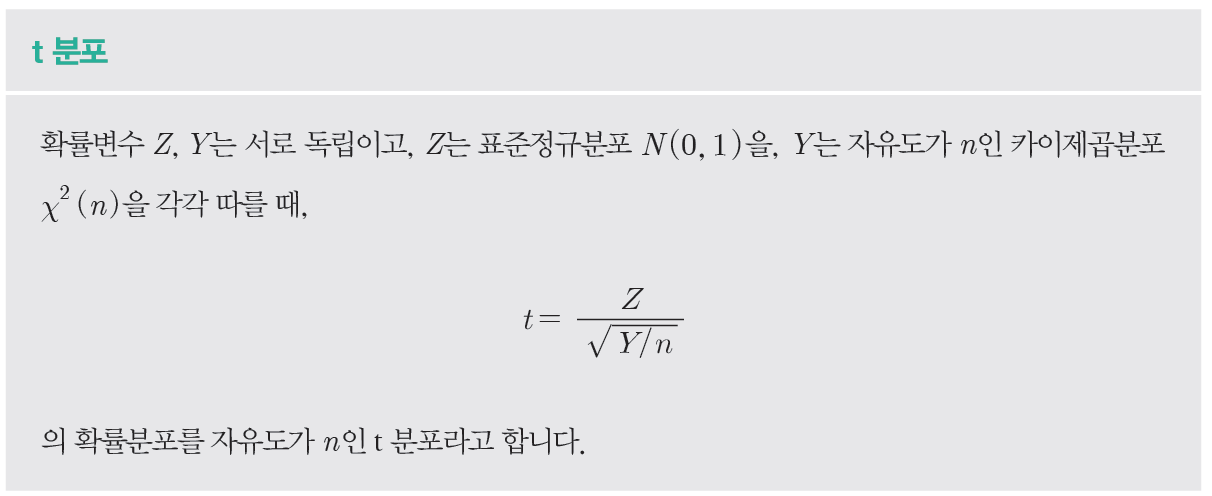 t 분포
확률변수 Z, Y는 서로 독립이고, Z는 표준정규분포 N(0, 1)을, Y는 자유도가 n인 카이제곱분포
χ²(n)을 각각 따를 때,
t = Z / √(Y/n)
의 확률분포를 자유도가 n인 t 분포라고 합니다.